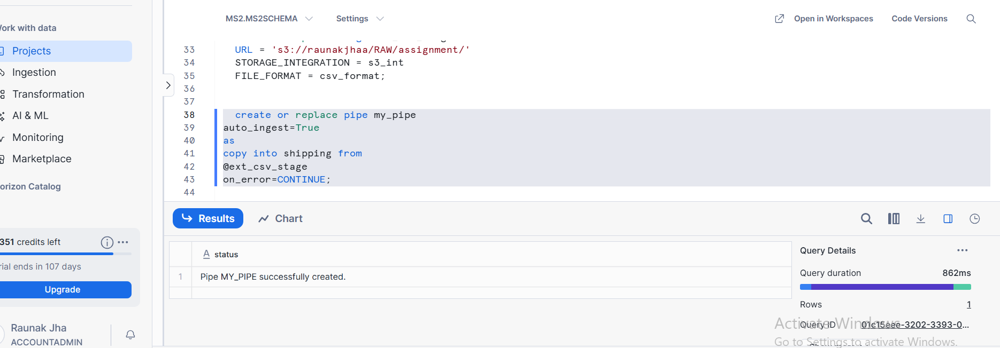 MS2.MS2SCHEMA Settings Open in Workspaces Code Versions
Work with data
Projects
Ingestion
Transformation
AI & ML
Monitoring
Marketplace
orizon Catalog
351 credits left
rial ends in 107 days
Upgrade
Raunak Jha
ACCOUNTADMIN
33 URL = 's3://raunakjhaa/RAW/assignment/'
34 STORAGE_INTEGRATION = s3_int
35 FILE_FORMAT = csv_format;
36
37
38 create or replace pipe my_pipe
39 auto_ingest=True
40 as
41 copy into shipping from
42 @ext_csv_stage
43 on_error=CONTINUE;
44
Results Chart
A status
1 Pipe MY_PIPE successfully created.
Query Details
Query duration 862ms
Rows 1
Query ID 01c15eee-3202-3393-0...
Activate Windows
Go to Settings to activate Windows.